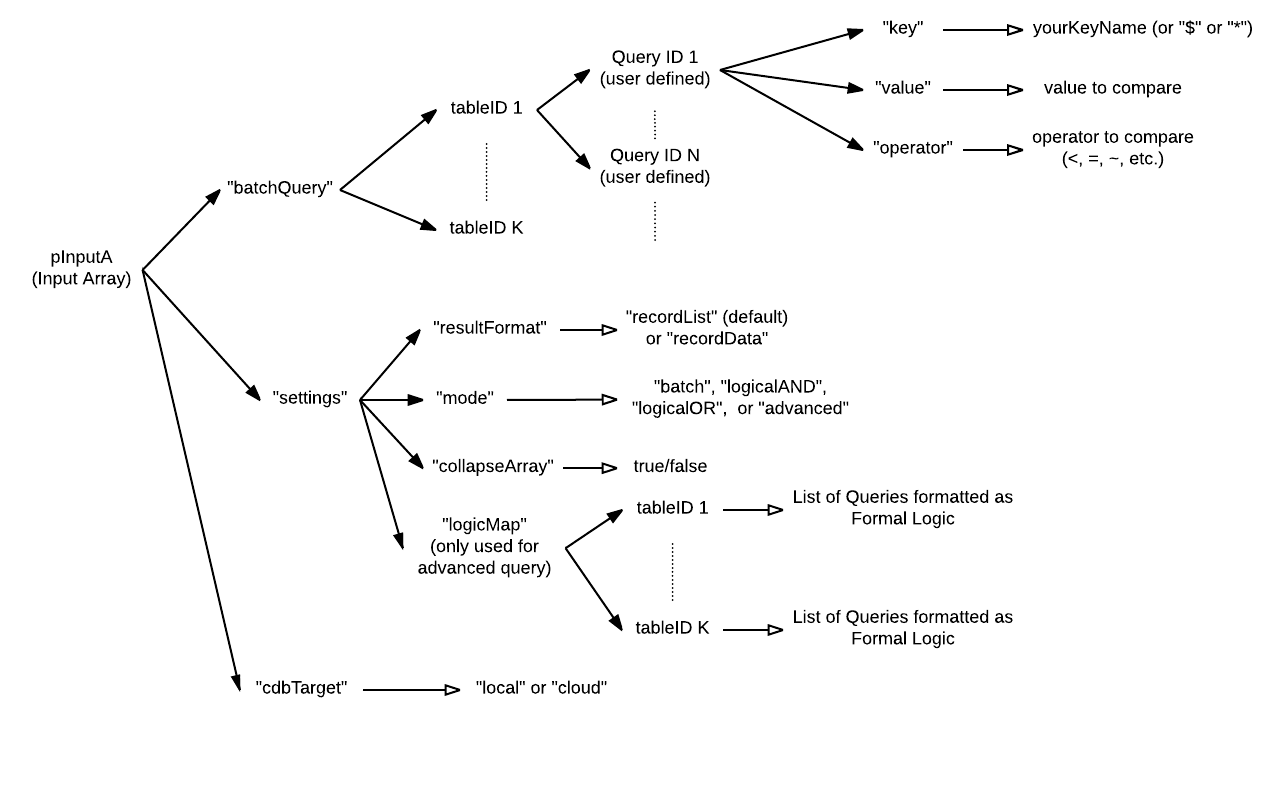 "key"
yourKeyName (or "$" or "*")
Query ID 1
(user defined)
"value"
value to compare
tableID 1
"operator"
operator to compare
(<, =, ~, etc.)
Query ID N
(user defined)
"batchQuery"
tableID K
pInputA
(Input Array)
"resultFormat"
"recordList" (default)
or "recordData"
"settings"
"mode"
"batch", "logicalAND",
"logicalOR", or "advanced"
"collapseArray"
true/false
"logicMap"
(only used for
advanced query)
tableID 1
List of Queries formatted as
Formal Logic
tableID K
List of Queries formatted as
Formal Logic
"cdbTarget"
"local" or "cloud"